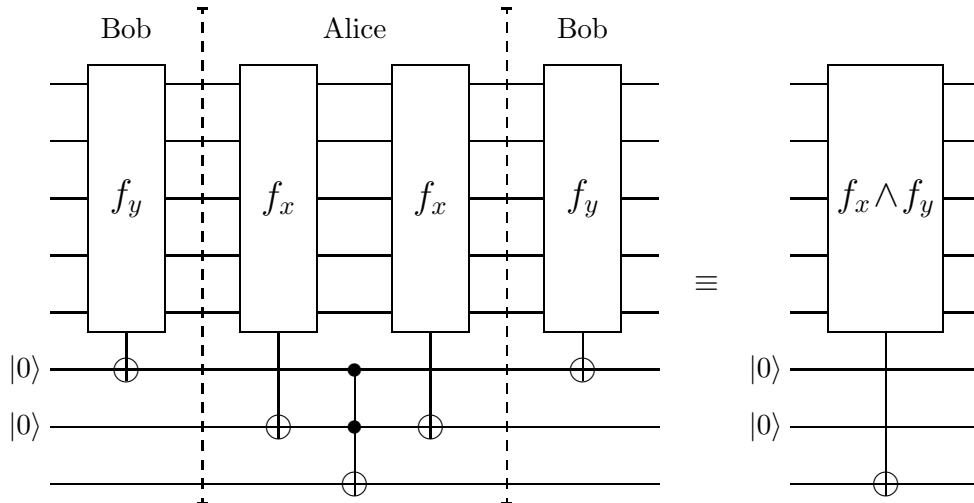 Bob Alice Bob
f_y f_x f_x f_y f_x∧f_y
≡
|0⟩ |0⟩
|0⟩ |0⟩